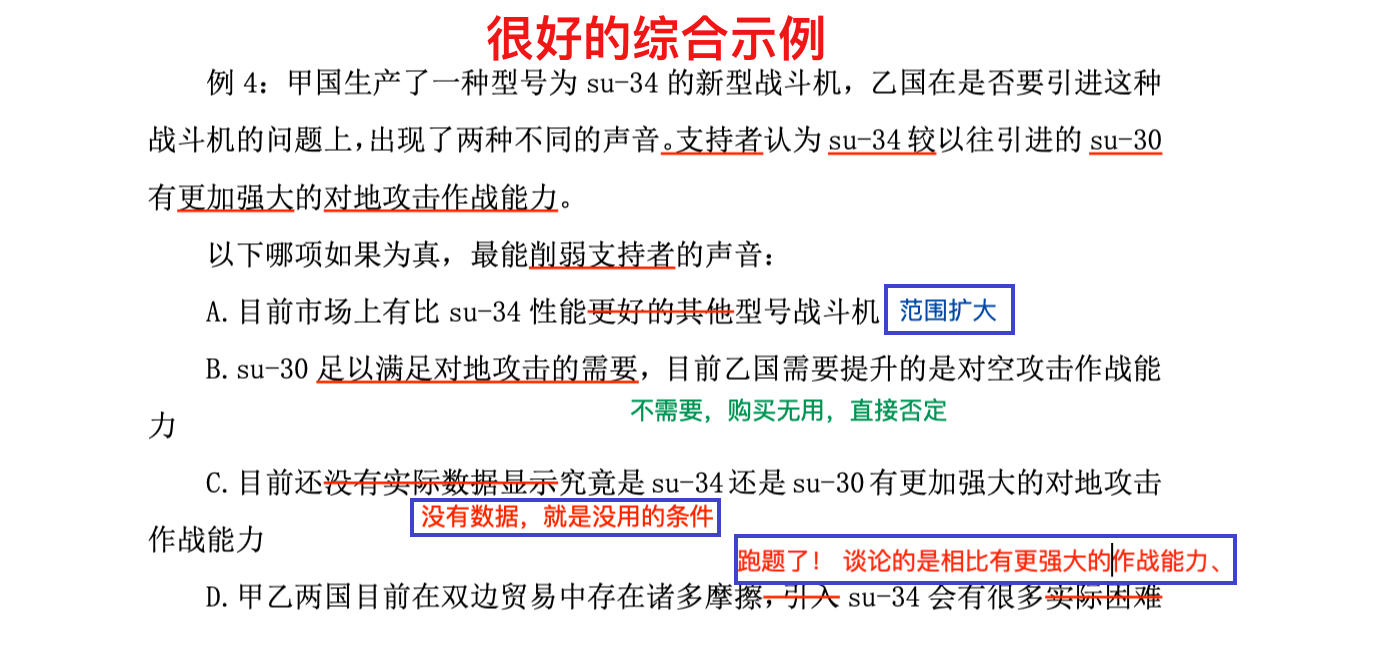 很好的综合示例
例 4：甲国生产了一种型号为 su-34 的新型战斗机，乙国在是否要引进这种
战斗机的问题上，出现了两种不同的声音。支持者认为 su-34 较以往引进的 su-30
有更加强大的对地攻击作战能力。
以下哪项如果为真，最能削弱支持者的声音：
A.目前市场上有比 su-34 性能更好的其他型号战斗机
范围扩大
B.su-30 足以满足对地攻击的需要，目前乙国需要提升的是对空攻击作战能
不需要，购买无用，直接否定
力
C.目前还没有实际数据显示究竟是 su-34 还是 su-30 有更加强大的对地攻击
没有数据，就是没用的条件
作战能力
跑题了！ 谈论的是相比有更强大的作战能力、
D.甲乙两国目前在双边贸易中存在诸多摩擦，引入 su-34 会有很多实际困难